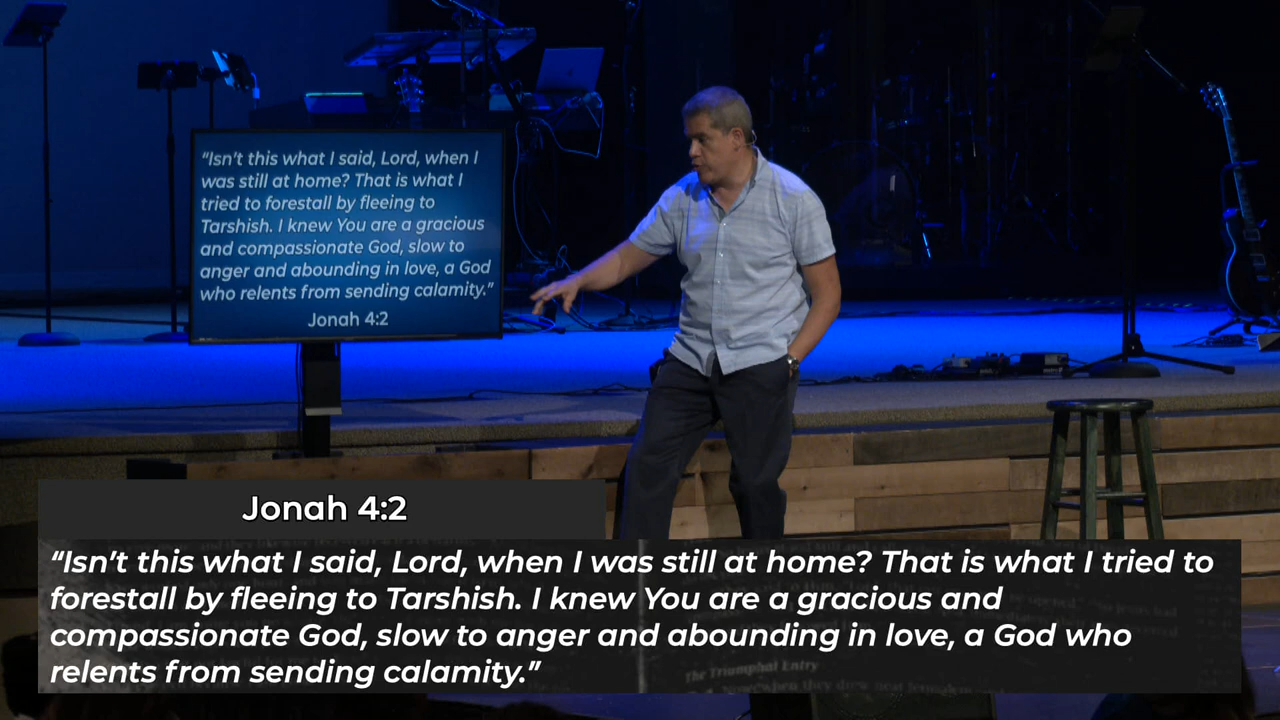 “Isn’t this what I said, Lord, when I
was still at home? That is what I
tried to forestall by fleeing to
Tarshish. I knew You are a gracious
and compassionate God, slow to
anger and abounding in love, a God
who relents from sending calamity.”
Jonah 4:2
Jonah 4:2
“Isn’t this what I said, Lord, when I was still at home? That is what I tried to
forestall by fleeing to Tarshish. I knew You are a gracious and
compassionate God, slow to anger and abounding in love, a God who
relents from sending calamity.”
The Triumphal Entry